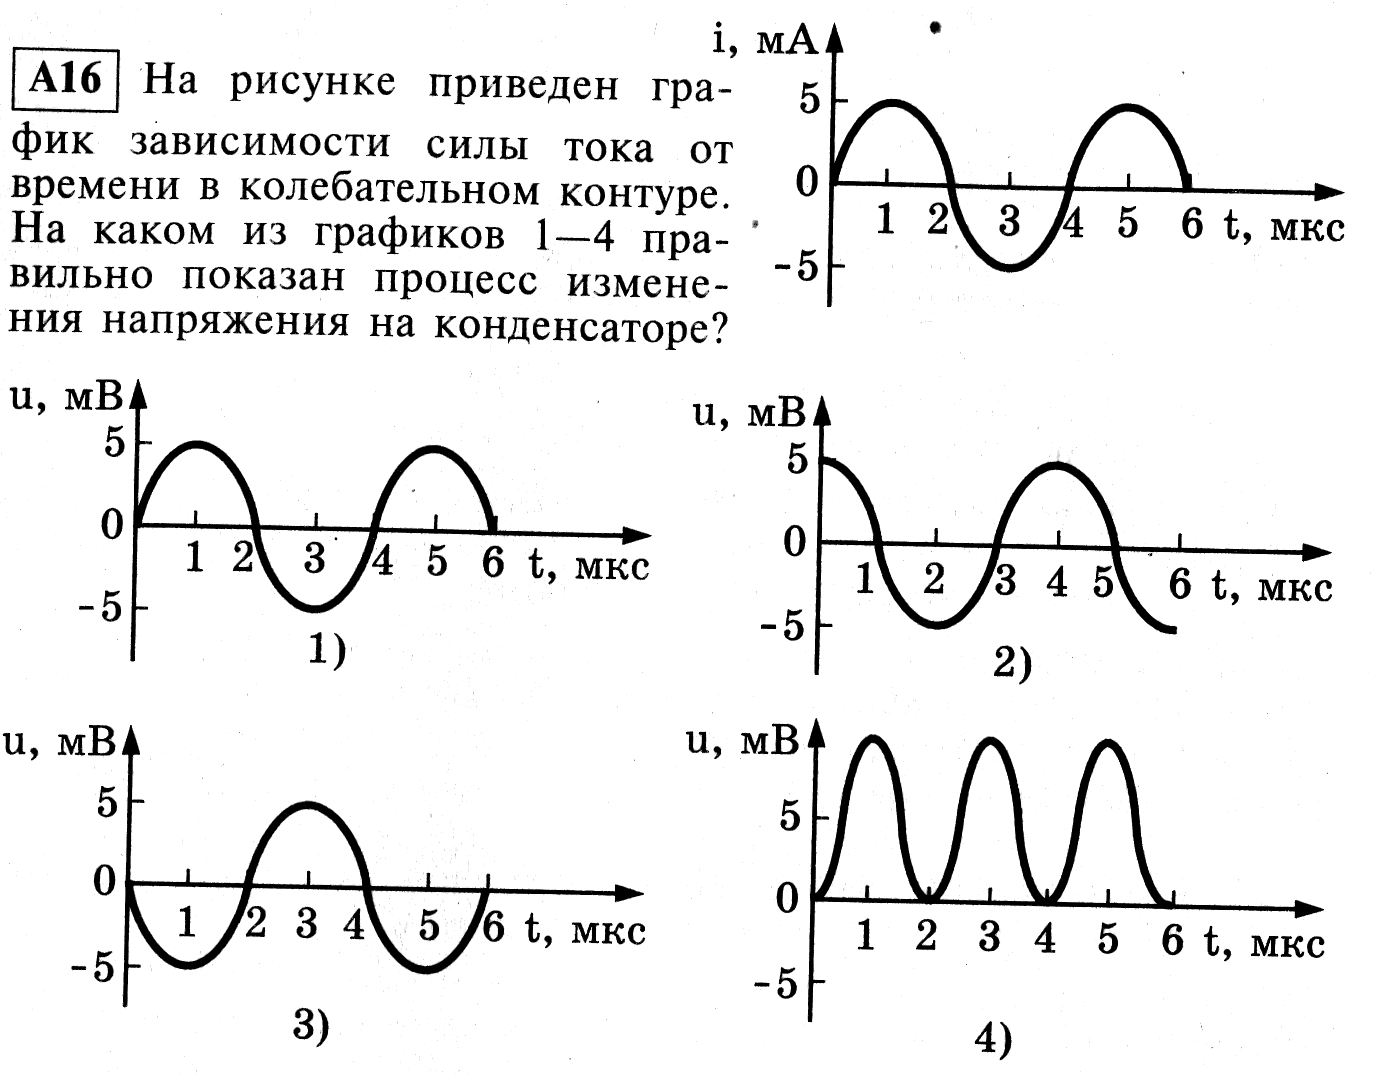 А16 На рисунке приведен гра-
фик зависимости силы тока от
времени в колебательном контуре.
На каком из графиков 1—4 пра-
вильно показан процесс измене-
ния напряжения на конденсаторе?
i, мА
5
0
-5
1 2 3 4 5 6 t, мкс
u, мВ
5
0
-5
1 2 3 4 5 6 t, мкс
1)
u, мВ
5
0
-5
1 2 3 4 5 6 t, мкс
2)
u, мВ
5
0
-5
1 2 3 4 5 6 t, мкс
3)
u, мВ
5
0
-5
1 2 3 4 5 6 t, мкс
4)